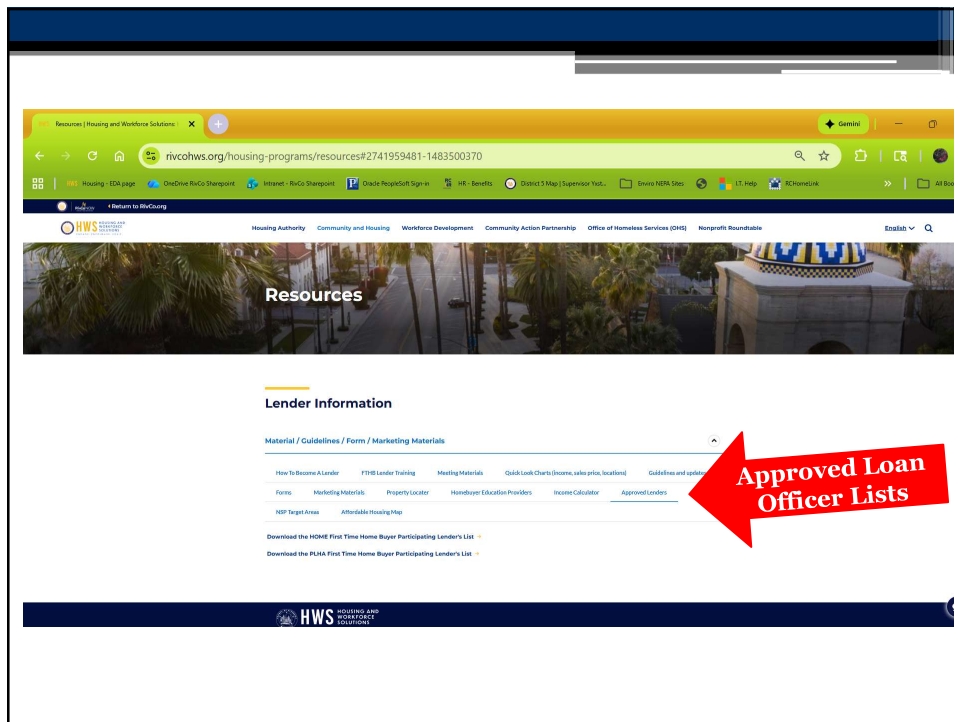 Resources | Housing and Workforce Solutions
Gemini
rivcohws.org/housing-programs/resources#2741959481-1483500370
Housing - EDA page OneDrive RivCo Sharepoint Intranet - RivCo Sharepoint Oracle PeopleSoft Sign-in HR - Benefits District 5 Map | Supervisor Yxst... Enviro NEPA Sites I.T. Help RCHomeLink All Boo
Return to RivCo.org
HWS HOUSING AND WORKFORCE SOLUTIONS
Housing Authority Community and Housing Workforce Development Community Action Partnership Office of Homeless Services (OHS) Nonprofit Roundtable English
Resources
Lender Information
Material / Guidelines / Form / Marketing Materials
How To Become A Lender FTHB Lender Training Meeting Materials Quick Look Charts (income, sales price, locations) Guidelines and updates
Forms Marketing Materials Property Locater Homebuyer Education Providers Income Calculator Approved Lenders
NSP Target Areas Affordable Housing Map
Approved Loan
Officer Lists
Download the HOME First Time Home Buyer Participating Lender's List
Download the PLHA First Time Home Buyer Participating Lender's List
HWS HOUSING AND
WORKFORCE
SOLUTIONS